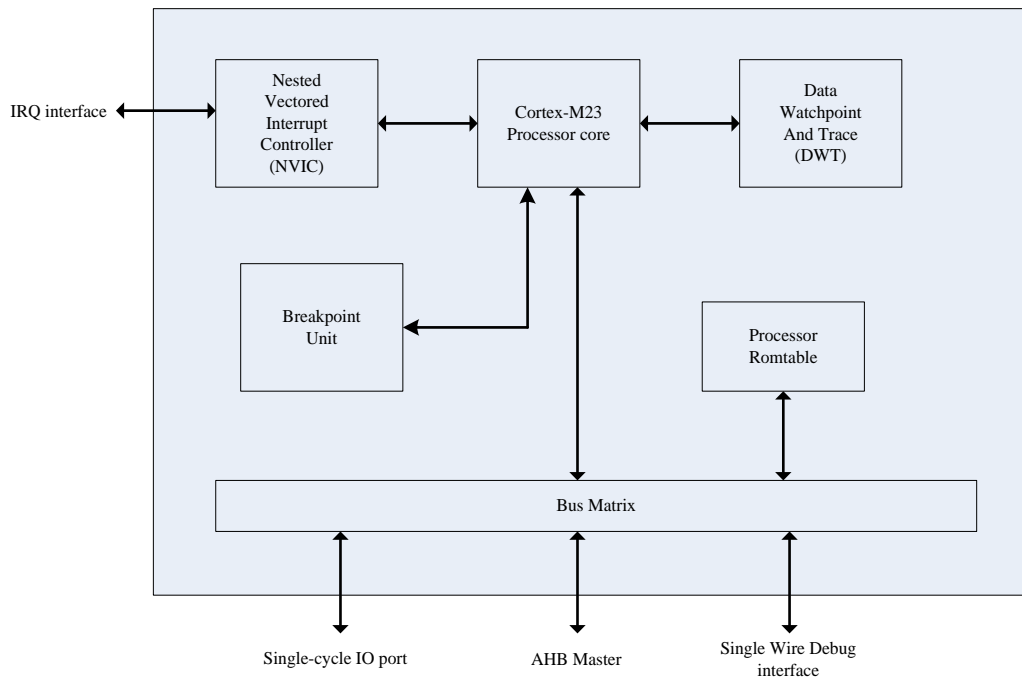 Nested
Vectored
Interrupt
Controller
(NVIC)
Cortex-M23
Processor core
Data
Watchpoint
And Trace
(DWT)
IRQ interface
Breakpoint
Unit
Processor
Romtable
Bus Matrix
Single-cycle IO port
AHB Master
Single Wire Debug
interface